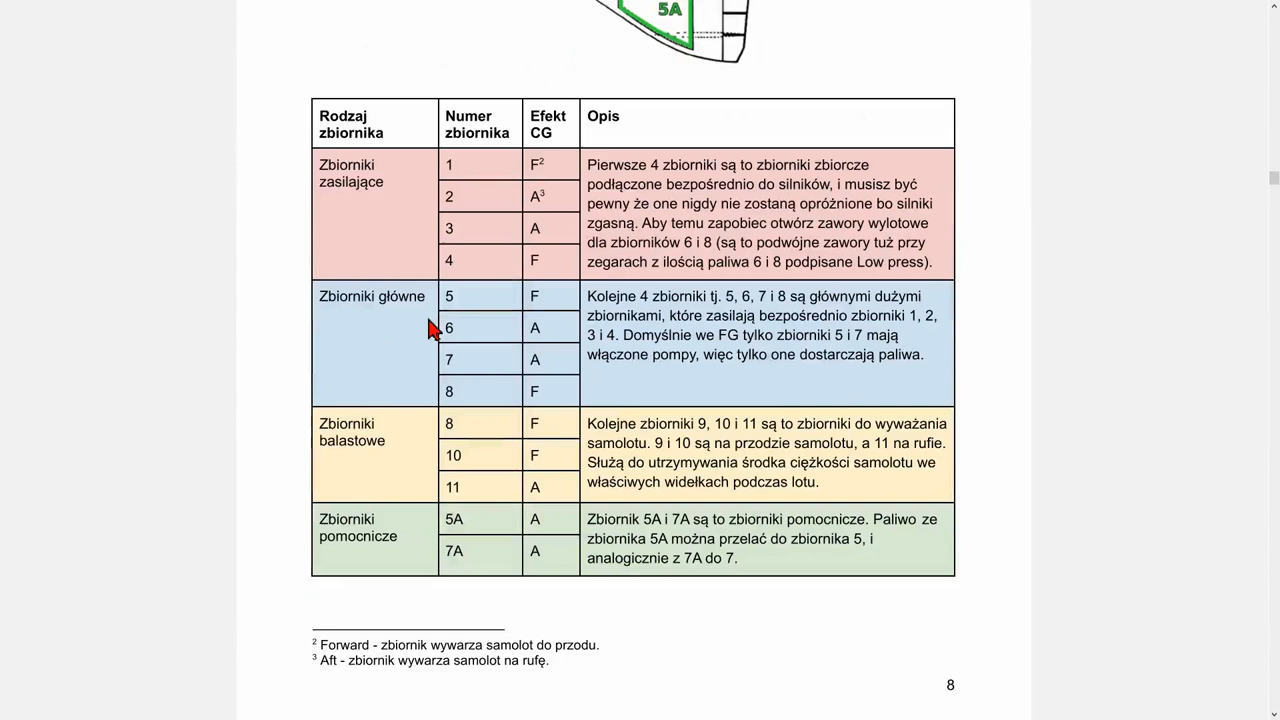 5A
Rodzaj zbiornika
Numer zbiornika
Efekt CG
Opis
Zbiorniki zasilające
1
F2
2
A3
3
A
4
F
Pierwsze 4 zbiorniki są to zbiorniki zbiorcze
podłączone bezpośrednio do silników, i musisz być
pewny że one nigdy nie zostaną opróżnione bo silniki
zgasną. Aby temu zapobiec otwórz zawory wylotowe
dla zbiorników 6 i 8 (są to podwójne zawory tuż przy
zegarach z ilością paliwa 6 i 8 podpisane Low press).
Zbiorniki główne
5
F
6
A
7
A
8
F
Kolejne 4 zbiorniki tj. 5, 6, 7 i 8 są głównymi dużymi
zbiornikami, które zasilają bezpośrednio zbiorniki 1, 2,
3 i 4. Domyślnie we FG tylko zbiorniki 5 i 7 mają
włączone pompy, więc tylko one dostarczają paliwa.
Zbiorniki balastowe
8
F
10
F
11
A
Kolejne zbiorniki 9, 10 i 11 są to zbiorniki do wyważania
samolotu. 9 i 10 są na przodzie samolotu, a 11 na rufie.
Służą do utrzymywania środka ciężkości samolotu we
właściwych widełkach podczas lotu.
Zbiorniki pomocnicze
5A
A
7A
A
Zbiornik 5A i 7A są to zbiorniki pomocnicze. Paliwo ze
zbiornika 5A można przelać do zbiornika 5, i
analogicznie z 7A do 7.
2 Forward - zbiornik wywarza samolot do przodu.
3 Aft - zbiornik wywarza samolot na rufę.
8